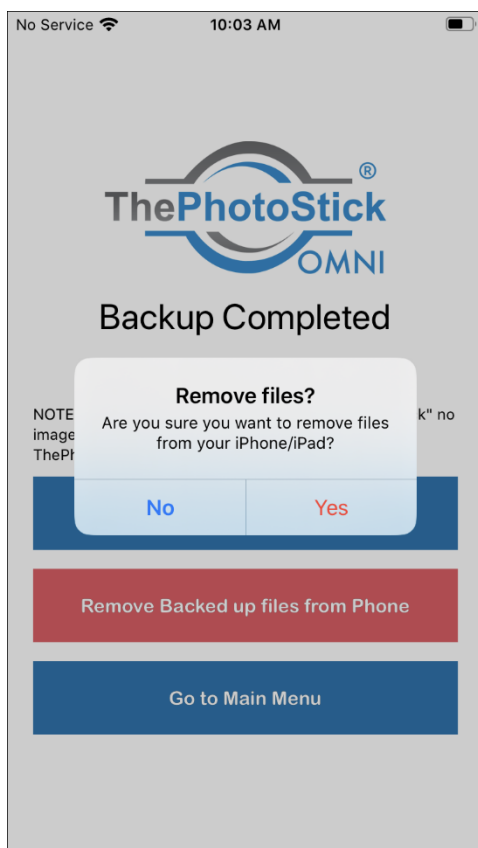 No Service 10:03 AM
®
ThePhotoStick
OMNI
Backup Completed
Remove files?
Are you sure you want to remove files
from your iPhone/iPad?
NOTE k" no
image
ThePh
No Yes
Remove Backed up files from Phone
Go to Main Menu